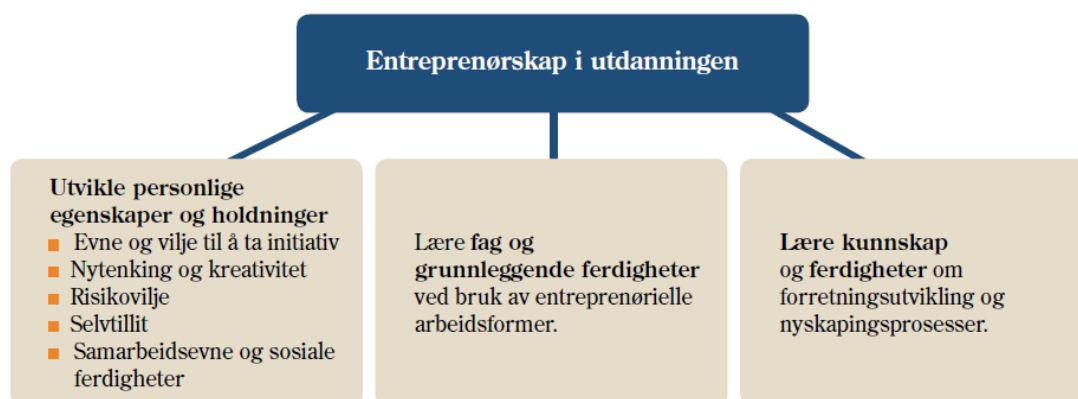 Entreprenørskap i utdanningen
Utvikle personlige
egenskaper og holdninger
Evne og vilje til å ta initiativ
Nytenking og kreativitet
Risikovilje
Selvtillit
Samarbeidsevne og sosiale
ferdigheter
Lære fag og
grunnleggende ferdigheter
ved bruk av entreprenørielle
arbeidsformer.
Lære kunnskap
og ferdigheter om
forretningsutvikling og
nyskapingsprosesser.